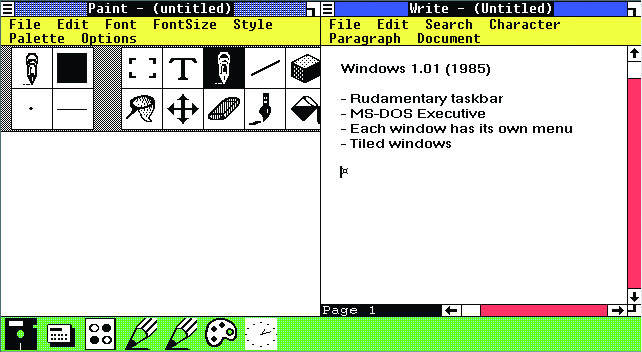 Paint - (untitled)
File Edit Font FontSize Style
Palette Options
T
Write - (Untitled)
File Edit Search Character
Paragraph Document
Windows 1.01 (1985)
- Rudamentary taskbar
- MS-DOS Executive
- Each window has its own menu
- Tiled windows
¤
Page 1